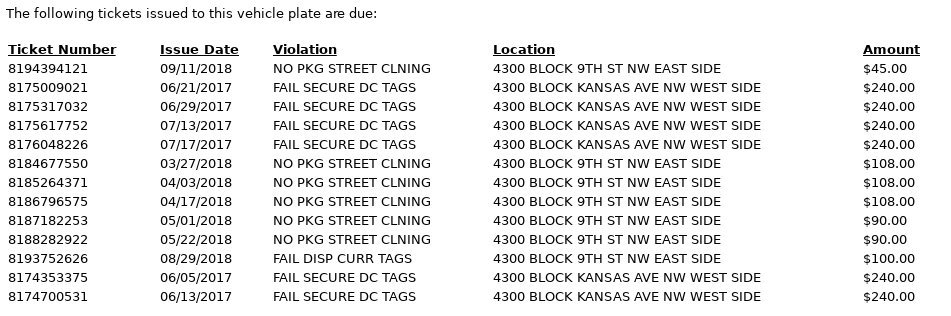 The following tickets issued to this vehicle plate are due:
Ticket Number Issue Date Violation Location Amount
8194394121 09/11/2018 NO PKG STREET CLNING 4300 BLOCK 9TH ST NW EAST SIDE $45.00
8175009021 06/21/2017 FAIL SECURE DC TAGS 4300 BLOCK KANSAS AVE NW WEST SIDE $240.00
8175317032 06/29/2017 FAIL SECURE DC TAGS 4300 BLOCK KANSAS AVE NW WEST SIDE $240.00
8175617752 07/13/2017 FAIL SECURE DC TAGS 4300 BLOCK KANSAS AVE NW WEST SIDE $240.00
8176048226 07/17/2017 FAIL SECURE DC TAGS 4300 BLOCK KANSAS AVE NW WEST SIDE $240.00
8184677550 03/27/2018 NO PKG STREET CLNING 4300 BLOCK 9TH ST NW EAST SIDE $108.00
8185264371 04/03/2018 NO PKG STREET CLNING 4300 BLOCK 9TH ST NW EAST SIDE $108.00
8186796575 04/17/2018 NO PKG STREET CLNING 4300 BLOCK 9TH ST NW EAST SIDE $108.00
8187182253 05/01/2018 NO PKG STREET CLNING 4300 BLOCK 9TH ST NW EAST SIDE $90.00
8188282922 05/22/2018 NO PKG STREET CLNING 4300 BLOCK 9TH ST NW EAST SIDE $90.00
8193752626 08/29/2018 FAIL DISP CURR TAGS 4300 BLOCK 9TH ST NW EAST SIDE $100.00
8174353375 06/05/2017 FAIL SECURE DC TAGS 4300 BLOCK KANSAS AVE NW WEST SIDE $240.00
8174700531 06/13/2017 FAIL SECURE DC TAGS 4300 BLOCK KANSAS AVE NW WEST SIDE $240.00